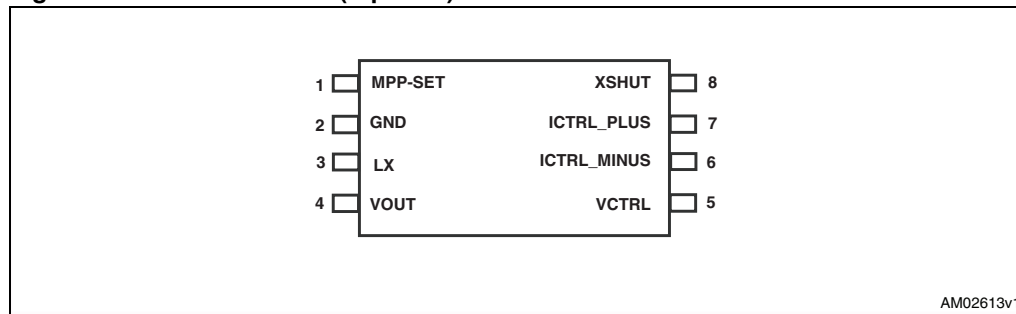 1 MPP-SET XSHUT 8
2 GND ICTRL_PLUS 7
3 LX ICTRL_MINUS 6
4 VOUT VCTRL 5
AM02613v1